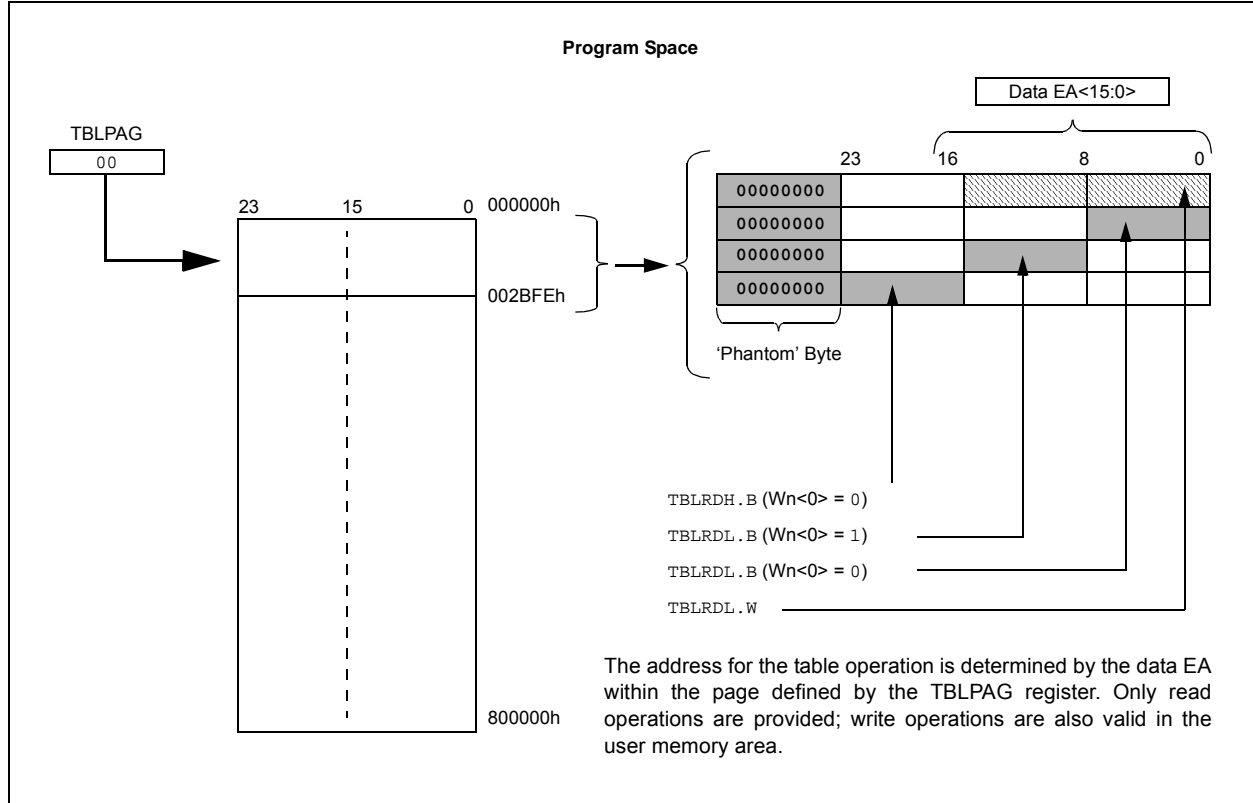 Program Space
Data EA<15:0>
TBLPAG
00
23 16 8 0
00000000
00000000
00000000
00000000
23 15 0
000000h
002BFEh
‘Phantom’ Byte
TBLRDH.B (Wn<0> = 0)
TBLRDL.B (Wn<0> = 1)
TBLRDL.B (Wn<0> = 0)
TBLRDL.W
The address for the table operation is determined by the data EA
within the page defined by the TBLPAG register. Only read
operations are provided; write operations are also valid in the
user memory area.
800000h